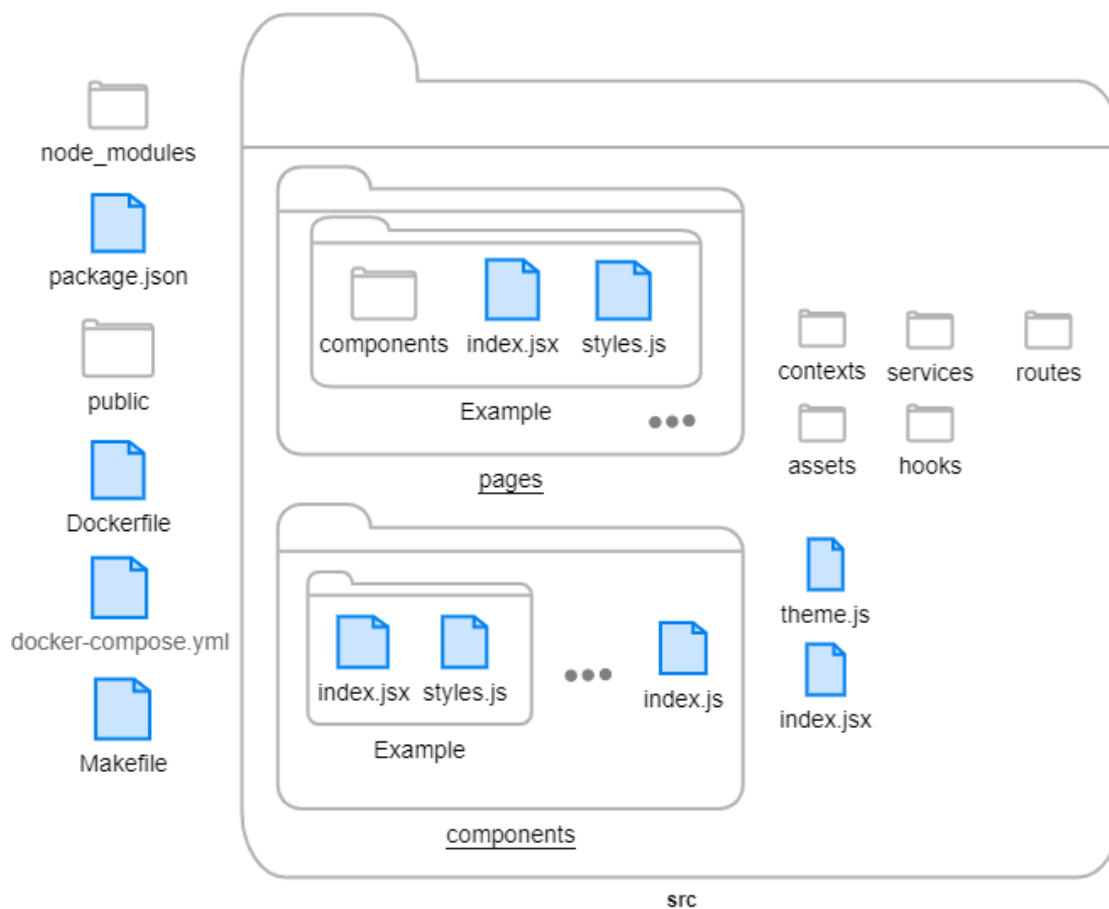 node_modules
package.json
public
Dockerfile
docker-compose.yml
Makefile
components
index.jsx
styles.js
Example
pages
index.jsx
styles.js
Example
index.js
components
contexts
services
routes
assets
hooks
theme.js
index.jsx
src